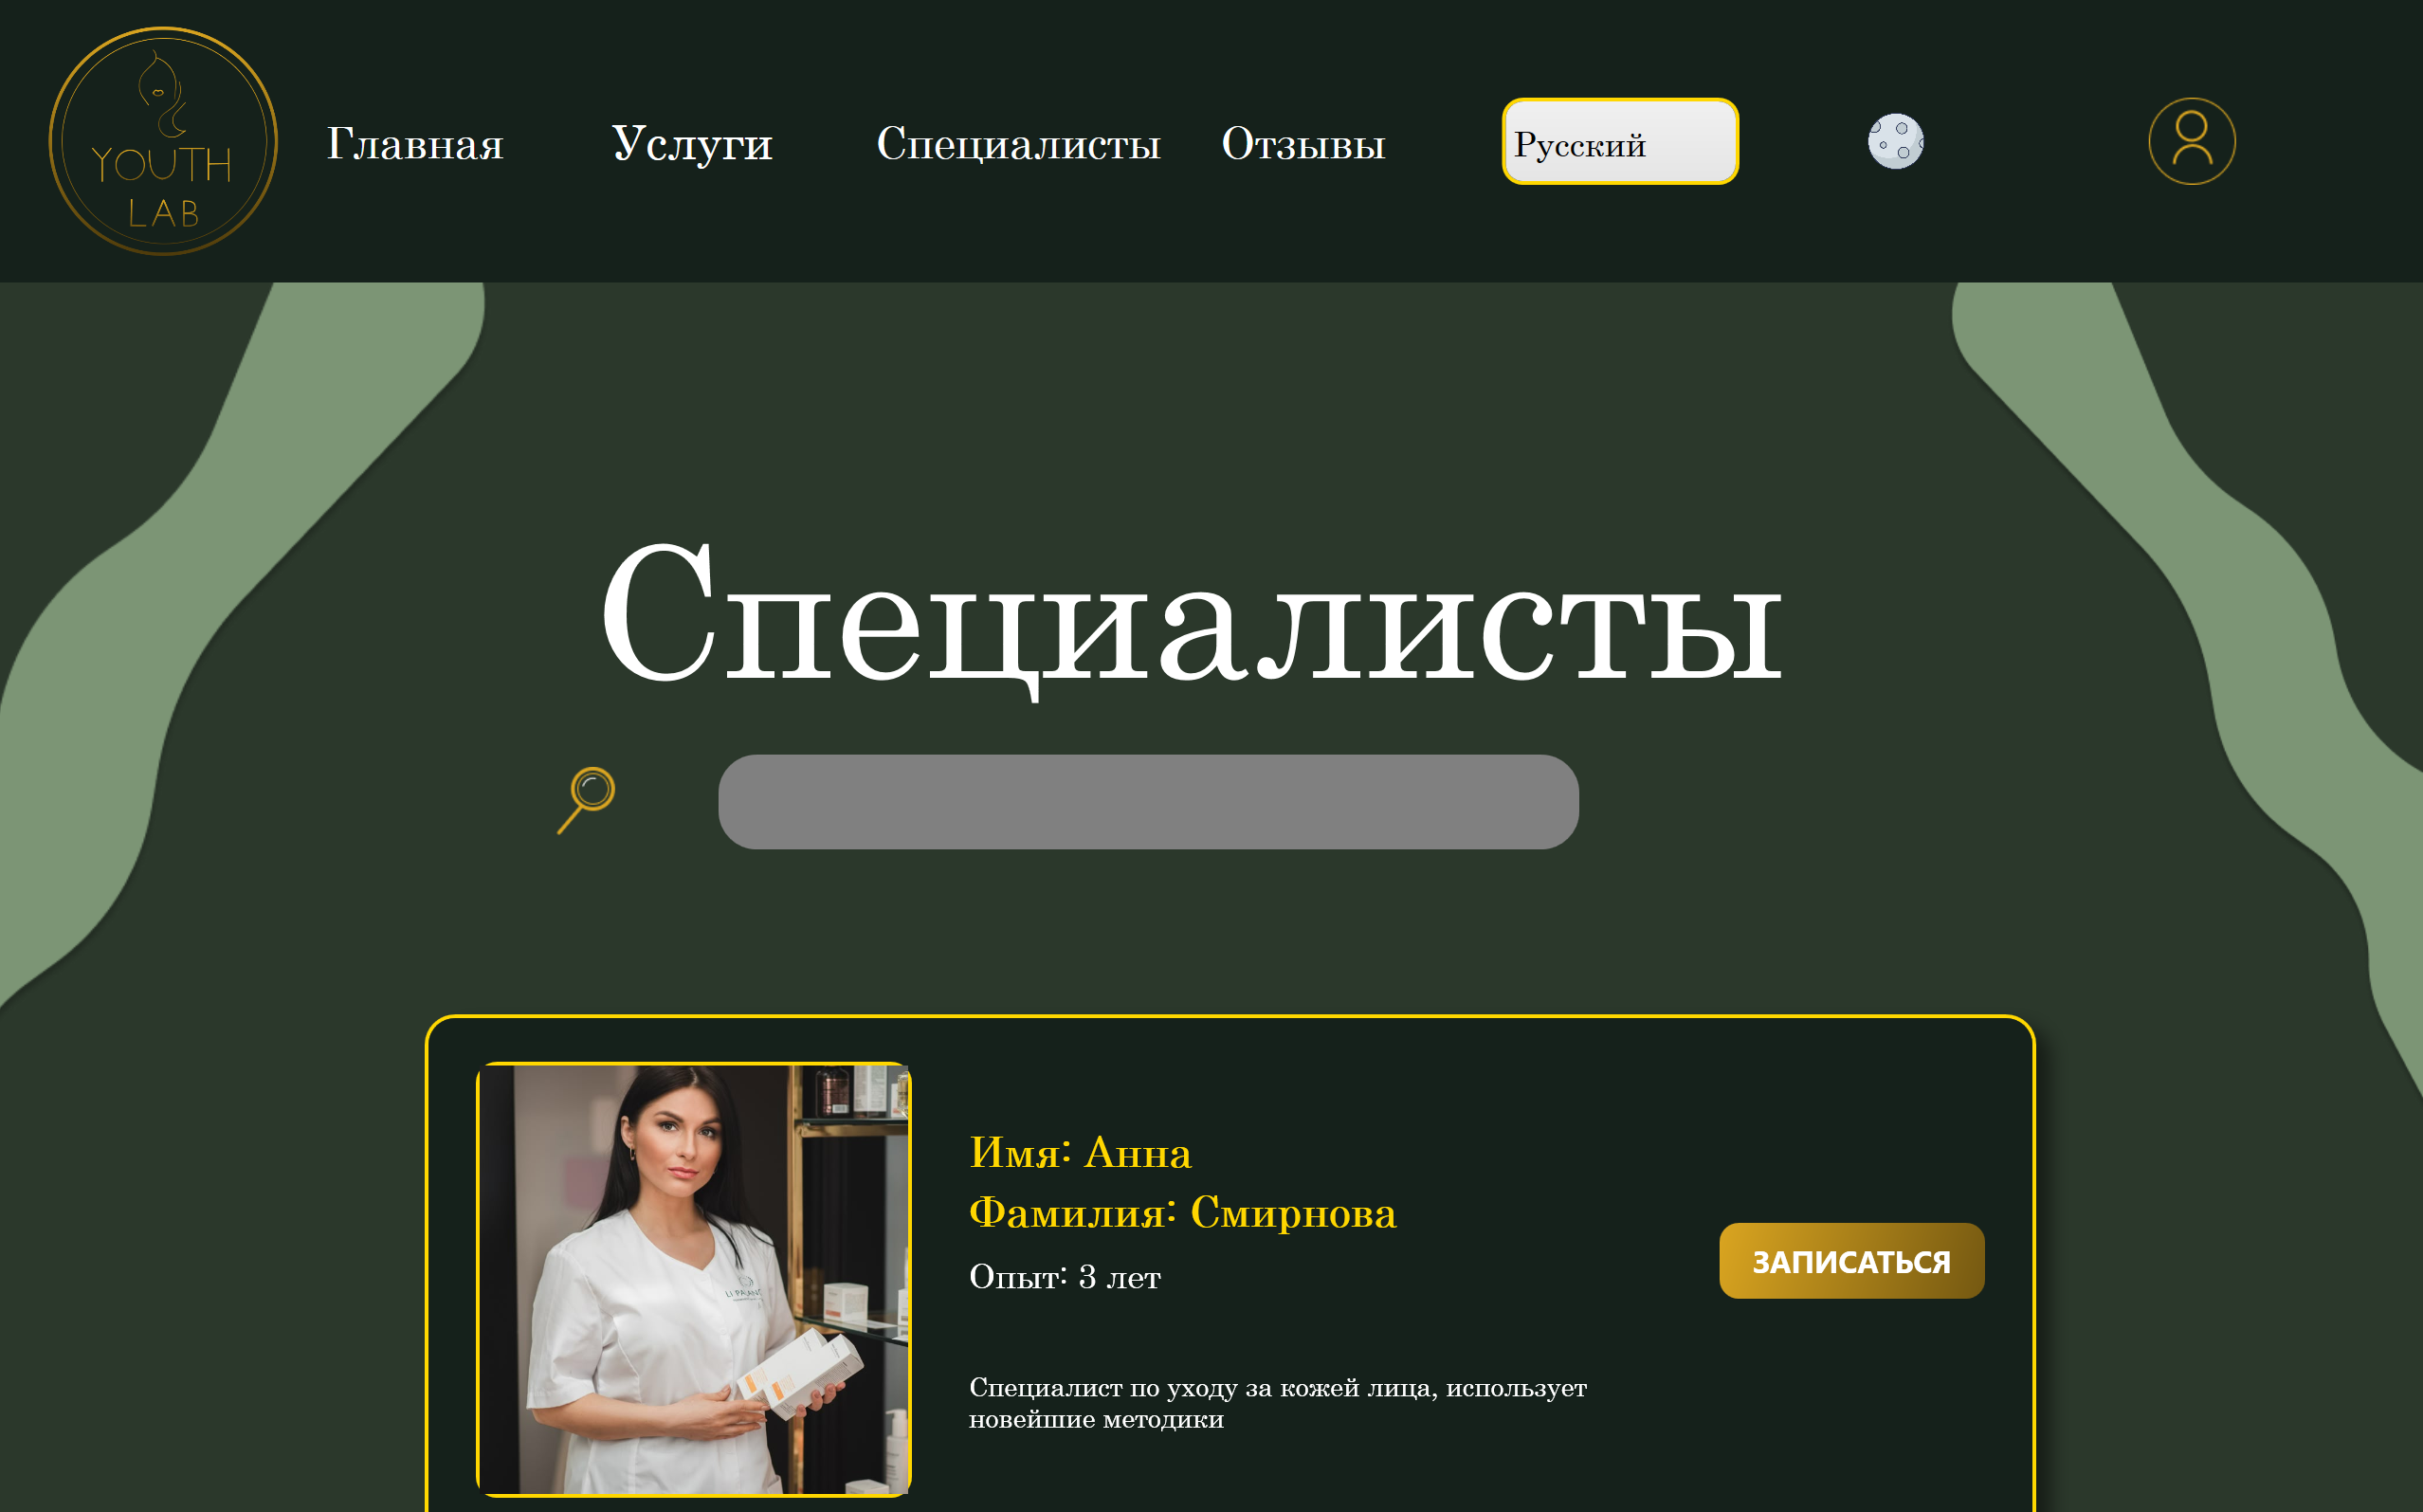 YOUTH
LAB
Главная
Услуги
Специалисты
Отзывы
Русский
Специалисты
Имя: Анна
Фамилия: Смирнова
Опыт: 3 лет
ЗАПИСАТЬСЯ
Специалист по уходу за кожей лица, использует
новейшие методики